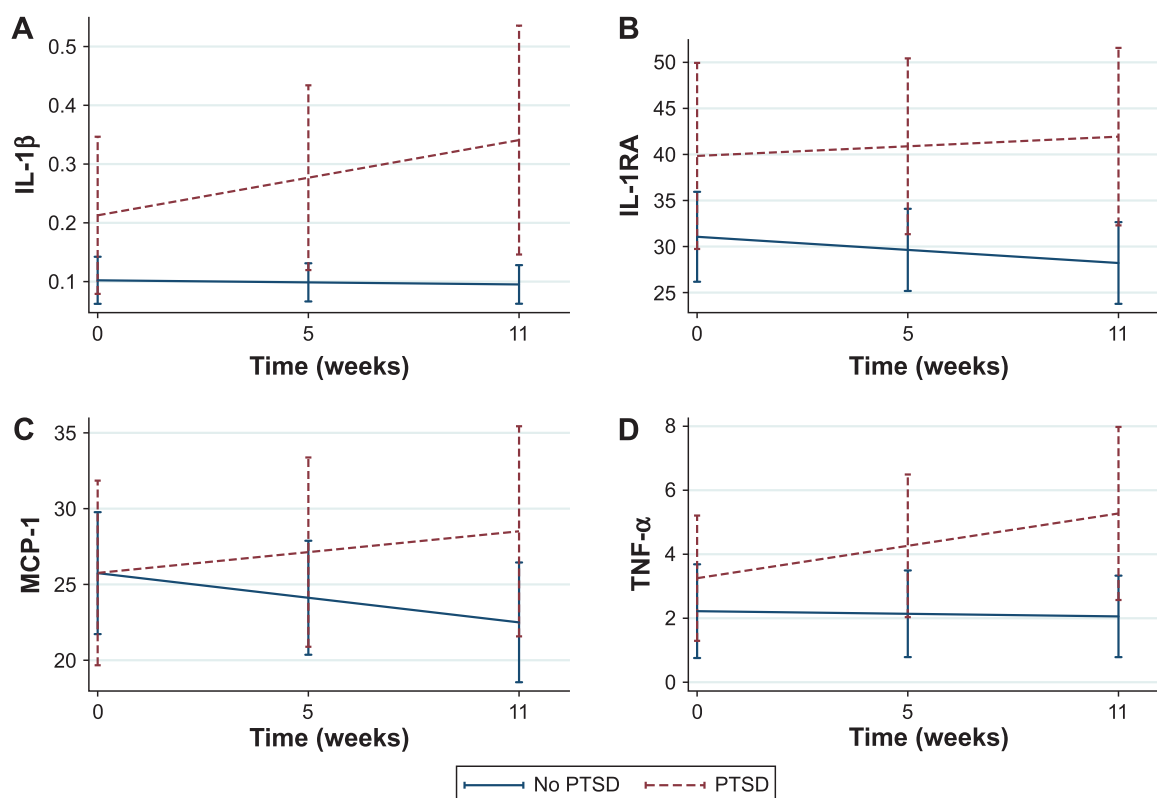 A
IL-1β
0.5
0.4
0.3
0.2
0.1
0
5
11
Time (weeks)
B
IL-1RA
50
45
40
35
30
25
0
5
11
Time (weeks)
C
MCP-1
35
30
25
20
0
5
11
Time (weeks)
D
TNF-α
8
6
4
2
0
0
5
11
Time (weeks)
No PTSD
PTSD